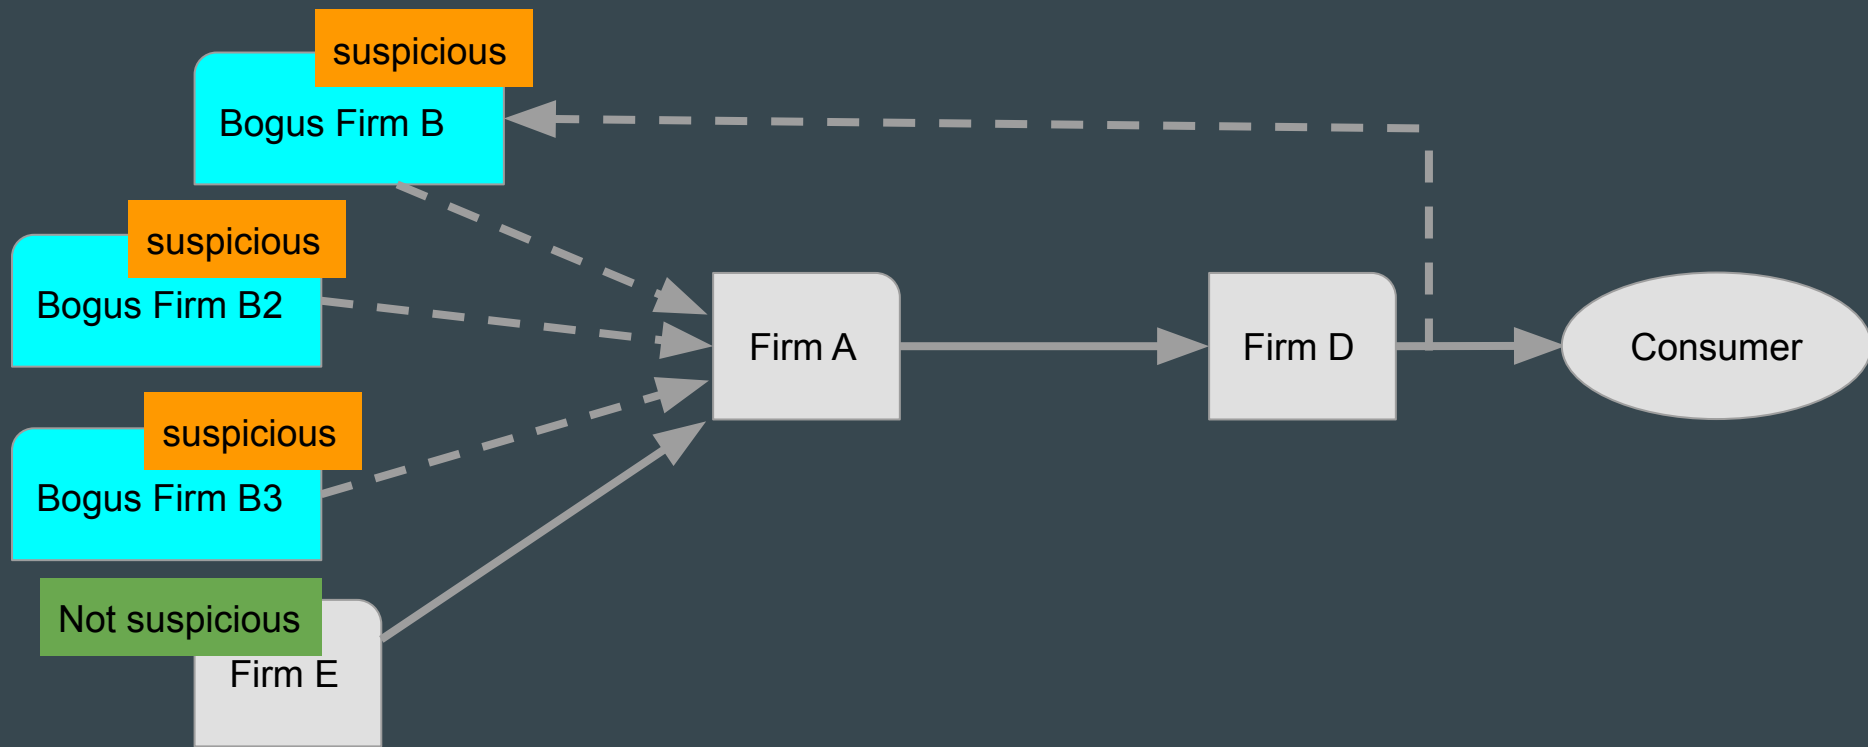 suspicious
Bogus Firm B
suspicious
Bogus Firm B2
suspicious
Bogus Firm B3
Not suspicious
Firm E
Firm A
Firm D
Consumer